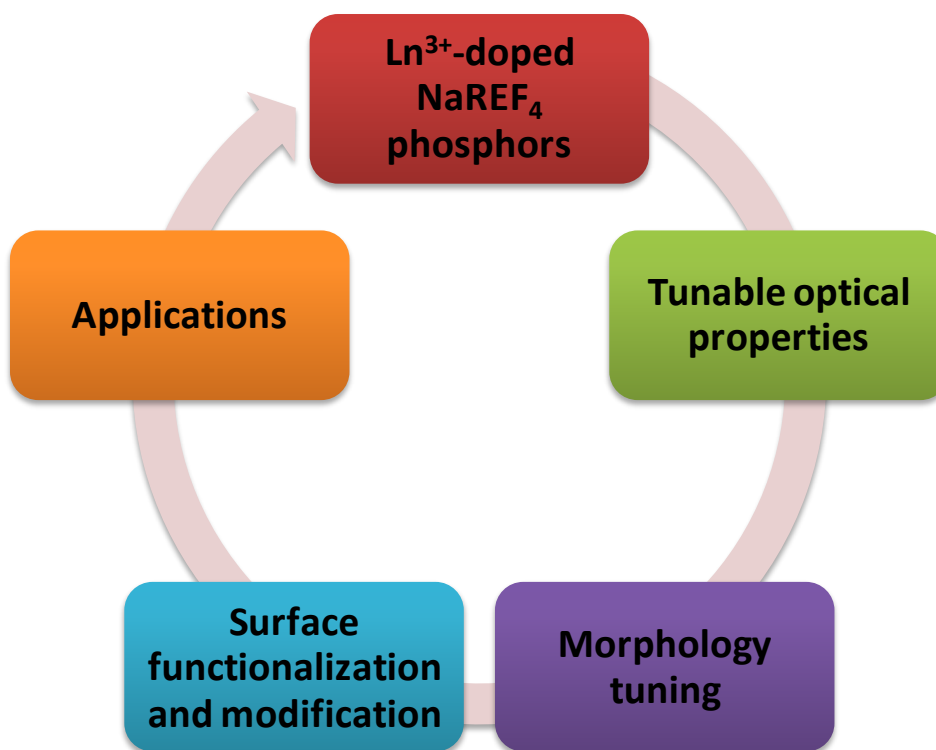 Ln³⁺-doped
NaREF₄
phosphors
Tunable optical
properties
Morphology
tuning
Surface
functionalization
and modification
Applications